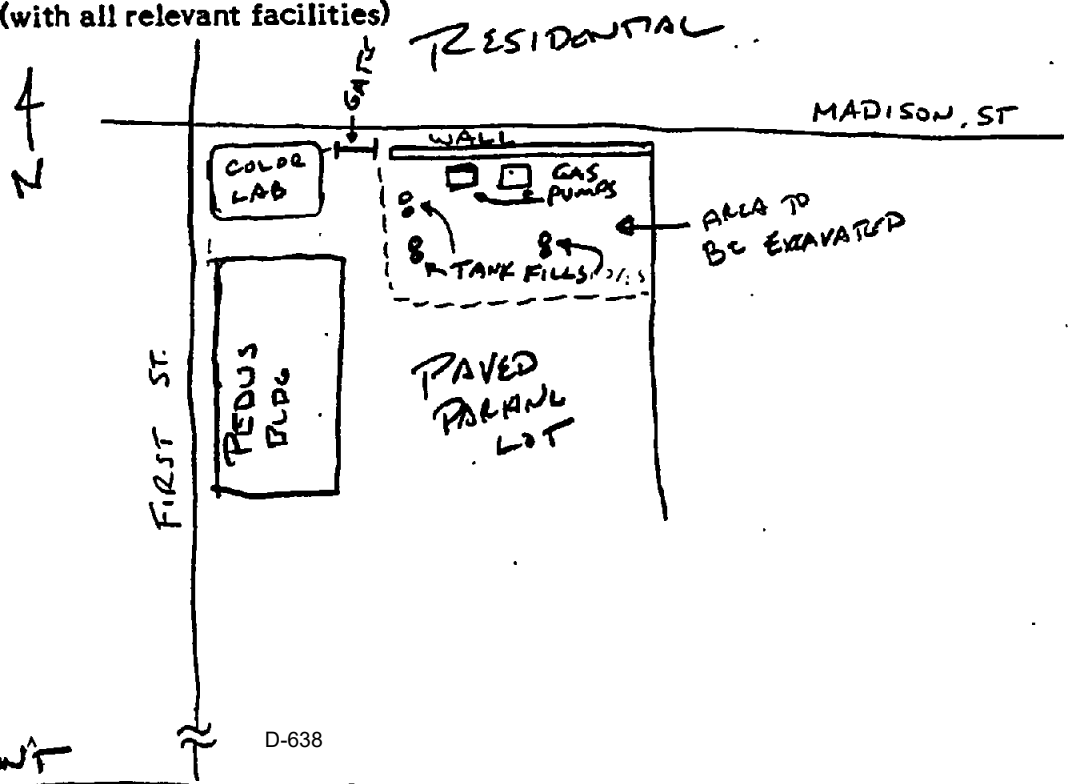 (with all relevant facilities)
RESIDENTIAL
N
GATE
MADISON. ST
WALL
COLOR
LAB
GAS
PUMPS
AREA TO
BE EXAVATED
TANK FILLS
FIRST ST.
PEDUS
BLDG
PAVED
PARKING
LOT
D-638